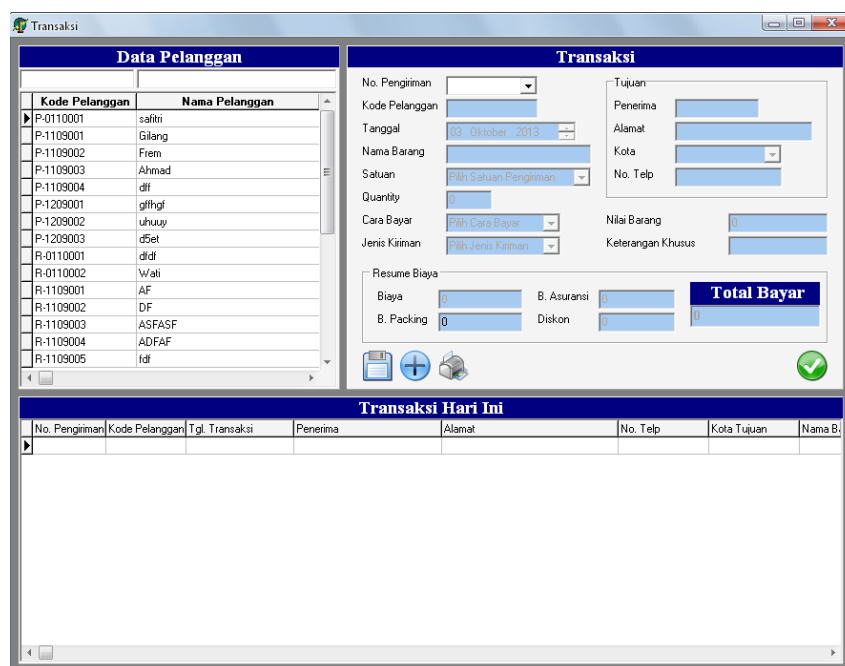 Transaksi
Data Pelanggan
Kode Pelanggan Nama Pelanggan
P-0110001 safitri
P-1109001 Gilang
P-1109002 Frem
P-1109003 Ahmad
P-1109004 dff
P-1209001 gffhgf
P-1209002 uhuuy
P-1209003 d5et
R-0110001 dfdf
R-0110002 Wati
R-1109001 AF
R-1109002 DF
R-1109003 ASFASF
R-1109004 ADFAF
R-1109005 fdf
Transaksi
No. Pengiriman
Kode Pelanggan
Tanggal 03 Oktober 2013
Nama Barang
Satuan Pilih Satuan Pengiriman
Quantity 0
Cara Bayar Pilih Cara Bayar
Jenis Kiriman Pilih Jenis Kiriman
Tujuan
Penerima
Alamat
Kota
No. Telp
Nilai Barang 0
Keterangan Khusus
Resume Biaya
Biaya 0 B. Asuransi 0
B. Packing 0 Diskon 0
Total Bayar
0
Transaksi Hari Ini
No. Pengiriman Kode Pelanggan Tgl. Transaksi Penerima Alamat No. Telp Kota Tujuan Nama B